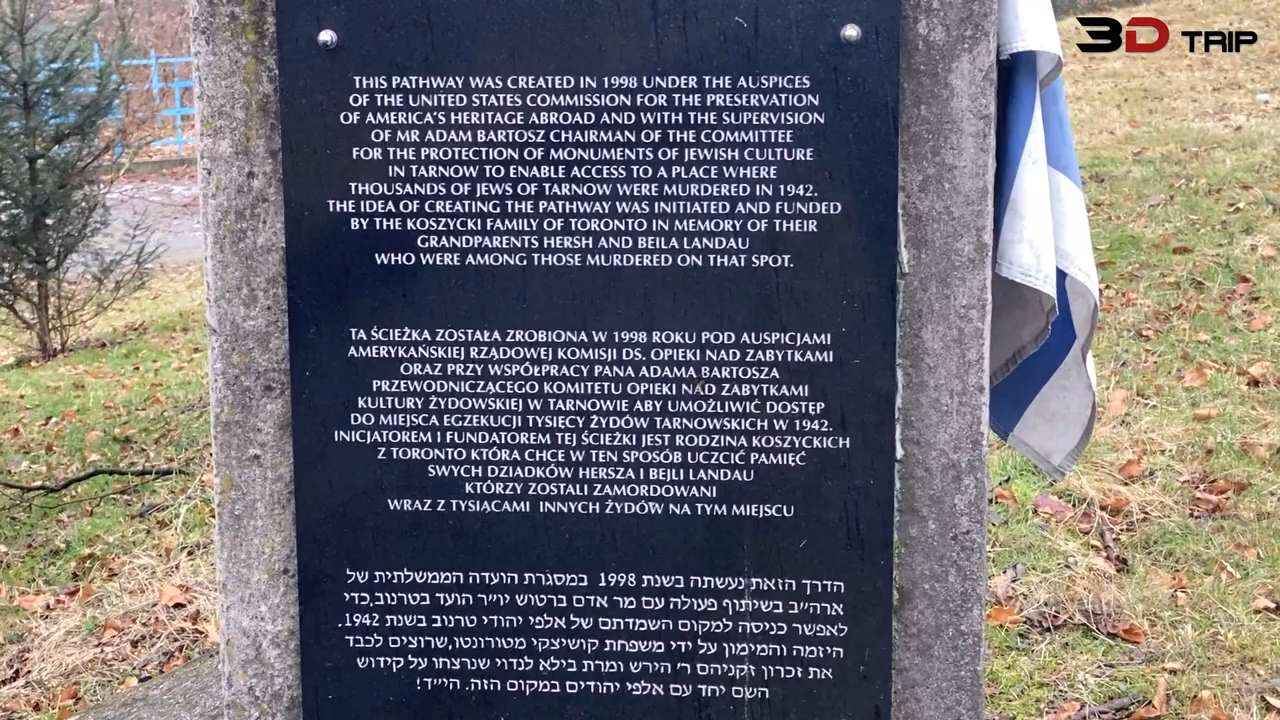 3D TRIP
THIS PATHWAY WAS CREATED IN 1998 UNDER THE AUSPICES
OF THE UNITED STATES COMMISSION FOR THE PRESERVATION
OF AMERICA'S HERITAGE ABROAD AND WITH THE SUPERVISION
OF MR ADAM BARTOSZ CHAIRMAN OF THE COMMITTEE
FOR THE PROTECTION OF MONUMENTS OF JEWISH CULTURE
IN TARNOW TO ENABLE ACCESS TO A PLACE WHERE
THOUSANDS OF JEWS OF TARNOW WERE MURDERED IN 1942.
THE IDEA OF CREATING THE PATHWAY WAS INITIATED AND FUNDED
BY THE KOSZYCKI FAMILY OF TORONTO IN MEMORY OF THEIR
GRANDPARENTS HERSH AND BEILA LANDAU
WHO WERE AMONG THOSE MURDERED ON THAT SPOT.
TA ŚCIEŻKA ZOSTAŁA ZROBIONA W 1998 ROKU POD AUSPICJAMI
AMERYKAŃSKIEJ RZĄDOWEJ KOMISJI DS. OPIEKI NAD ZABYTKAMI
ORAZ PRZY WSPÓŁPRACY PANA ADAMA BARTOSZA
PRZEWODNICZĄCEGO KOMITETU OPIEKI NAD ZABYTKAMI
KULTURY ŻYDOWSKIEJ W TARNOWIE ABY UMOŻLIWIĆ DOSTĘP
DO MIEJSCA EGZEKUCJI TYSIĘCY ŻYDÓW TARNOWSKICH W 1942.
INICJATOREM I FUNDATOREM TEJ ŚCIEŻKI JEST RODZINA KOSZYCKICH
Z TORONTO KTÓRA CHCE W TEN SPOSÓB UCZCIĆ PAMIĘĆ
SWYCH DZIADKÓW HERSZA I BEJLI LANDAU
KTÓRZY ZOSTALI ZAMORDOWANI
WRAZ Z TYSIĄCAMI INNYCH ŻYDÓW NA TYM MIEJSCU
הדרך הזאת נעשתה בשנת 1998 במסגרת הועדה הממשלתית של
ארה״ב בשיתוף פעולה עם מר אדם ברטוש יו״ר הועד בטרנוב,כדי
לאפשר כניסה למקום השמדתם של אלפי יהודי טרנוב בשנת 1942.
היזמה והמימון על ידי משפחת קושיצקי מטורונטו,שרוצים לכבד
את זכרון זקניהם ר׳ הירש ומרת בילא לנדוי שנרצחו על קידוש
השם יחד עם אלפי יהודים במקום הזה. הי״ד!